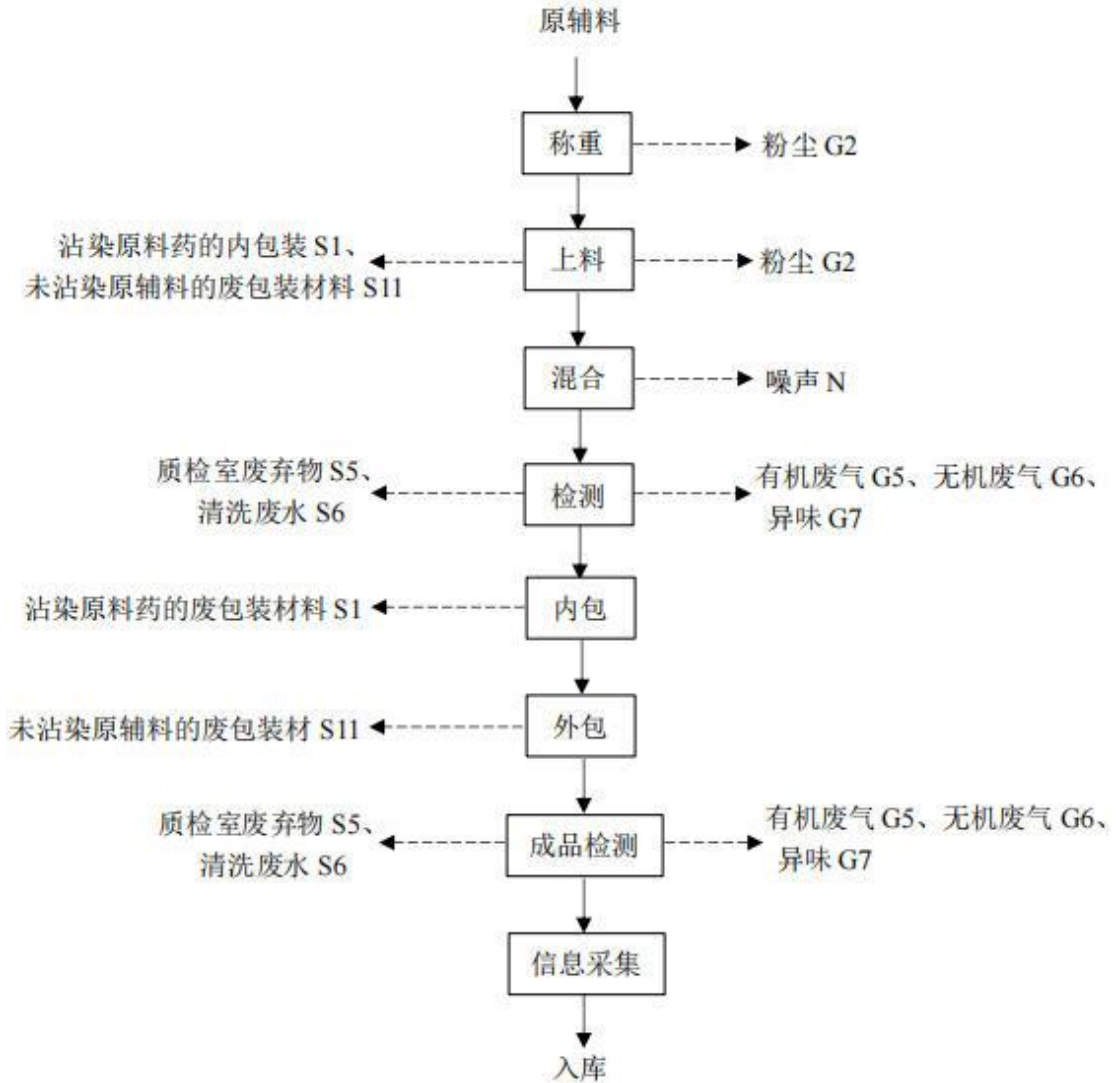 原辅料
称重
粉尘 G2
沾染原料药的内包装 S1、
未沾染原辅料的废包装材料 S11
上料
粉尘 G2
混合
噪声 N
质检室废弃物 S5、
清洗废水 S6
检测
有机废气 G5、无机废气 G6、
异味 G7
沾染原料药的废包装材料 S1
内包
未沾染原辅料的废包装材 S11
外包
质检室废弃物 S5、
清洗废水 S6
成品检测
有机废气 G5、无机废气 G6、
异味 G7
信息采集
入库